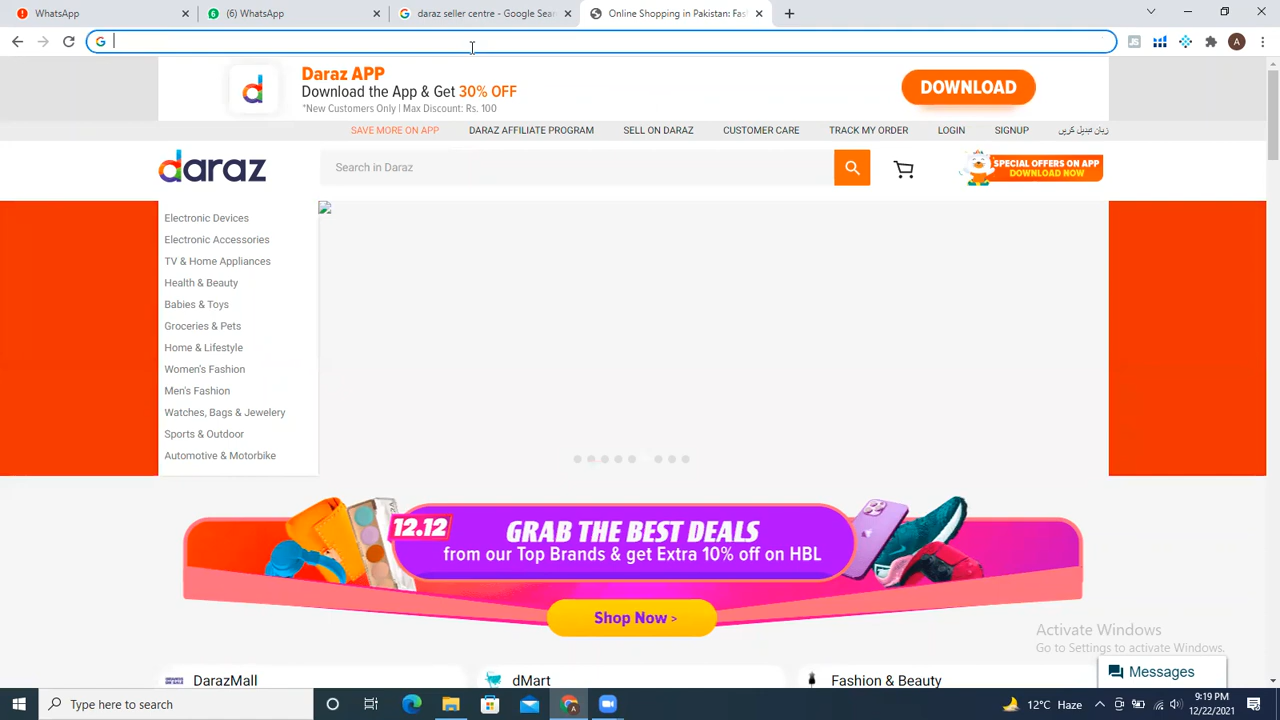 WhatsApp
6
WhatsApp
daraz seller centre - Google Sear
Online Shopping in Pakistan: Fas
JS
A
Daraz APP
Download the App & Get 30% OFF
*New Customers Only | Max Discount: Rs. 100
DOWNLOAD
SAVE MORE ON APP
DARAZ AFFILIATE PROGRAM
SELL ON DARAZ
CUSTOMER CARE
TRACK MY ORDER
LOGIN
SIGNUP
زبان تبدیل کریں
daraz
Search in Daraz
SPECIAL OFFERS ON APP
DOWNLOAD NOW
Electronic Devices
Electronic Accessories
TV & Home Appliances
Health & Beauty
Babies & Toys
Groceries & Pets
Home & Lifestyle
Women's Fashion
Men's Fashion
Watches, Bags & Jewelery
Sports & Outdoor
Automotive & Motorbike
12.12
GRAB THE BEST DEALS
from our Top Brands & get Extra 10% off on HBL
Shop Now >
Activate Windows
Go to Settings to activate Windows.
Messages
DarazMall
dMart
Fashion & Beauty
Type here to search
12°C Haze
9:19 PM
12/22/2021